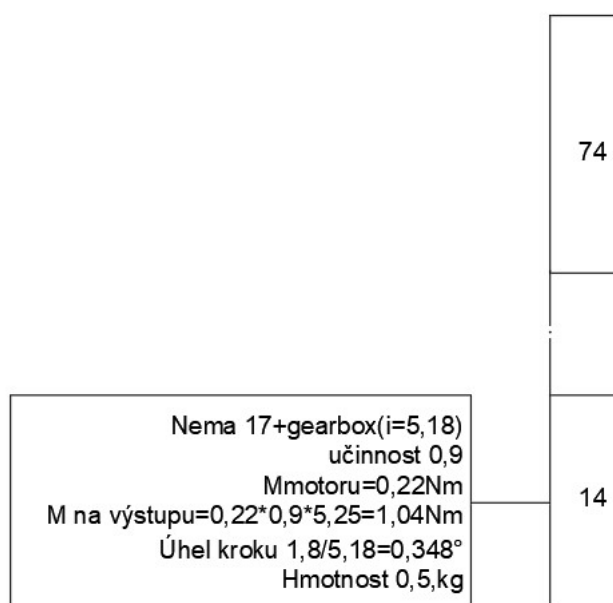 74
Nema 17+gearbox(i=5,18)
učinnost 0,9
Mmotoru=0,22Nm
M na výstupu=0,22*0,9*5,25=1,04Nm
Úhel kroku 1,8/5,18=0,348°
Hmotnost 0,5,kg
14